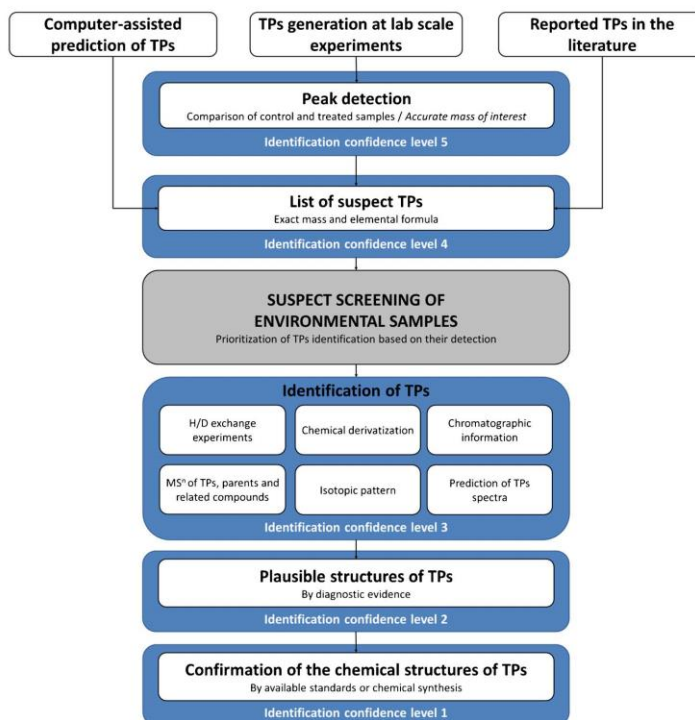 Computer-assisted
prediction of TPs
TPs generation at lab scale
experiments
Reported TPs in the
literature
Peak detection
Comparison of control and treated samples / Accurate mass of interest
Identification confidence level 5
List of suspect TPs
Exact mass and elemental formula
Identification confidence level 4
SUSPECT SCREENING OF
ENVIRONMENTAL SAMPLES
Prioritization of TPs identification based on their detection
Identification of TPs
H/D exchange
experiments
Chemical derivatization
Chromatographic
information
MSⁿ of TPs, parents and
related compounds
Isotopic pattern
Prediction of TPs
spectra
Identification confidence level 3
Plausible structures of TPs
By diagnostic evidence
Identification confidence level 2
Confirmation of the chemical structures of TPs
By available standards or chemical synthesis
Identification confidence level 1